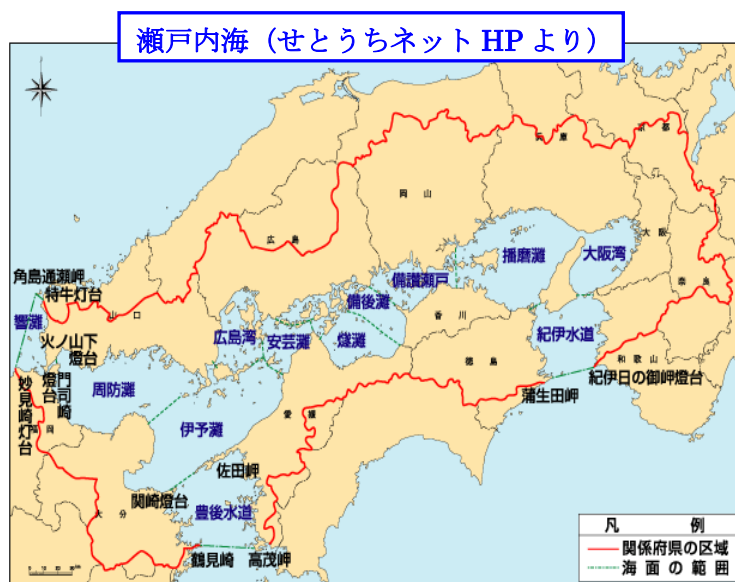 瀬戸内海（せとうちネット HP より）
京都
兵庫
岡山
広島
大阪
播磨灘
大阪湾
奈良
角島通瀬岬
特牛灯台
備讃瀬戸
備後灘
響灘
山口
香川
紀伊水道
広島湾
安芸灘
燧灘
火ノ山下
燈台
徳島
和歌山
周防灘
門司崎
燈台
妙見崎灯台
福岡
蒲生田岬
紀伊日の御岬燈台
愛媛
伊予灘
佐田岬
関崎燈台
大分
豊後水道
鶴見崎
高茂岬
凡例
関係府県の区域
海面の範囲